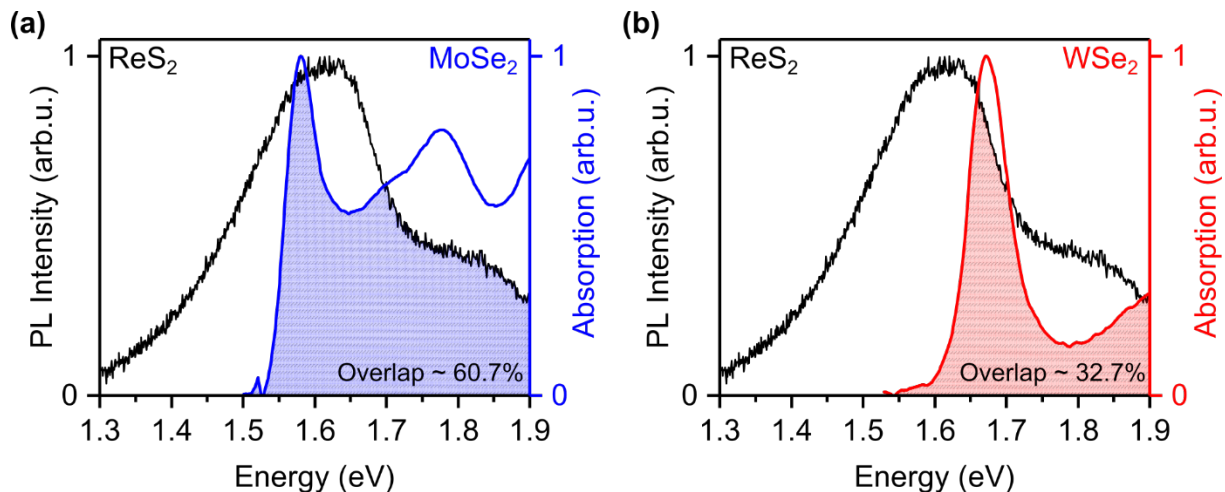 (a)
1
ReS₂
MoSe₂
1
PL Intensity (arb.u.)
Absorption (arb.u.)
Overlap ~ 60.7%
0
0
1.3 1.4 1.5 1.6 1.7 1.8 1.9
Energy (eV)
(b)
1
ReS₂
WSe₂
1
PL Intensity (arb.u.)
Absorption (arb.u.)
Overlap ~ 32.7%
0
0
1.3 1.4 1.5 1.6 1.7 1.8 1.9
Energy (eV)